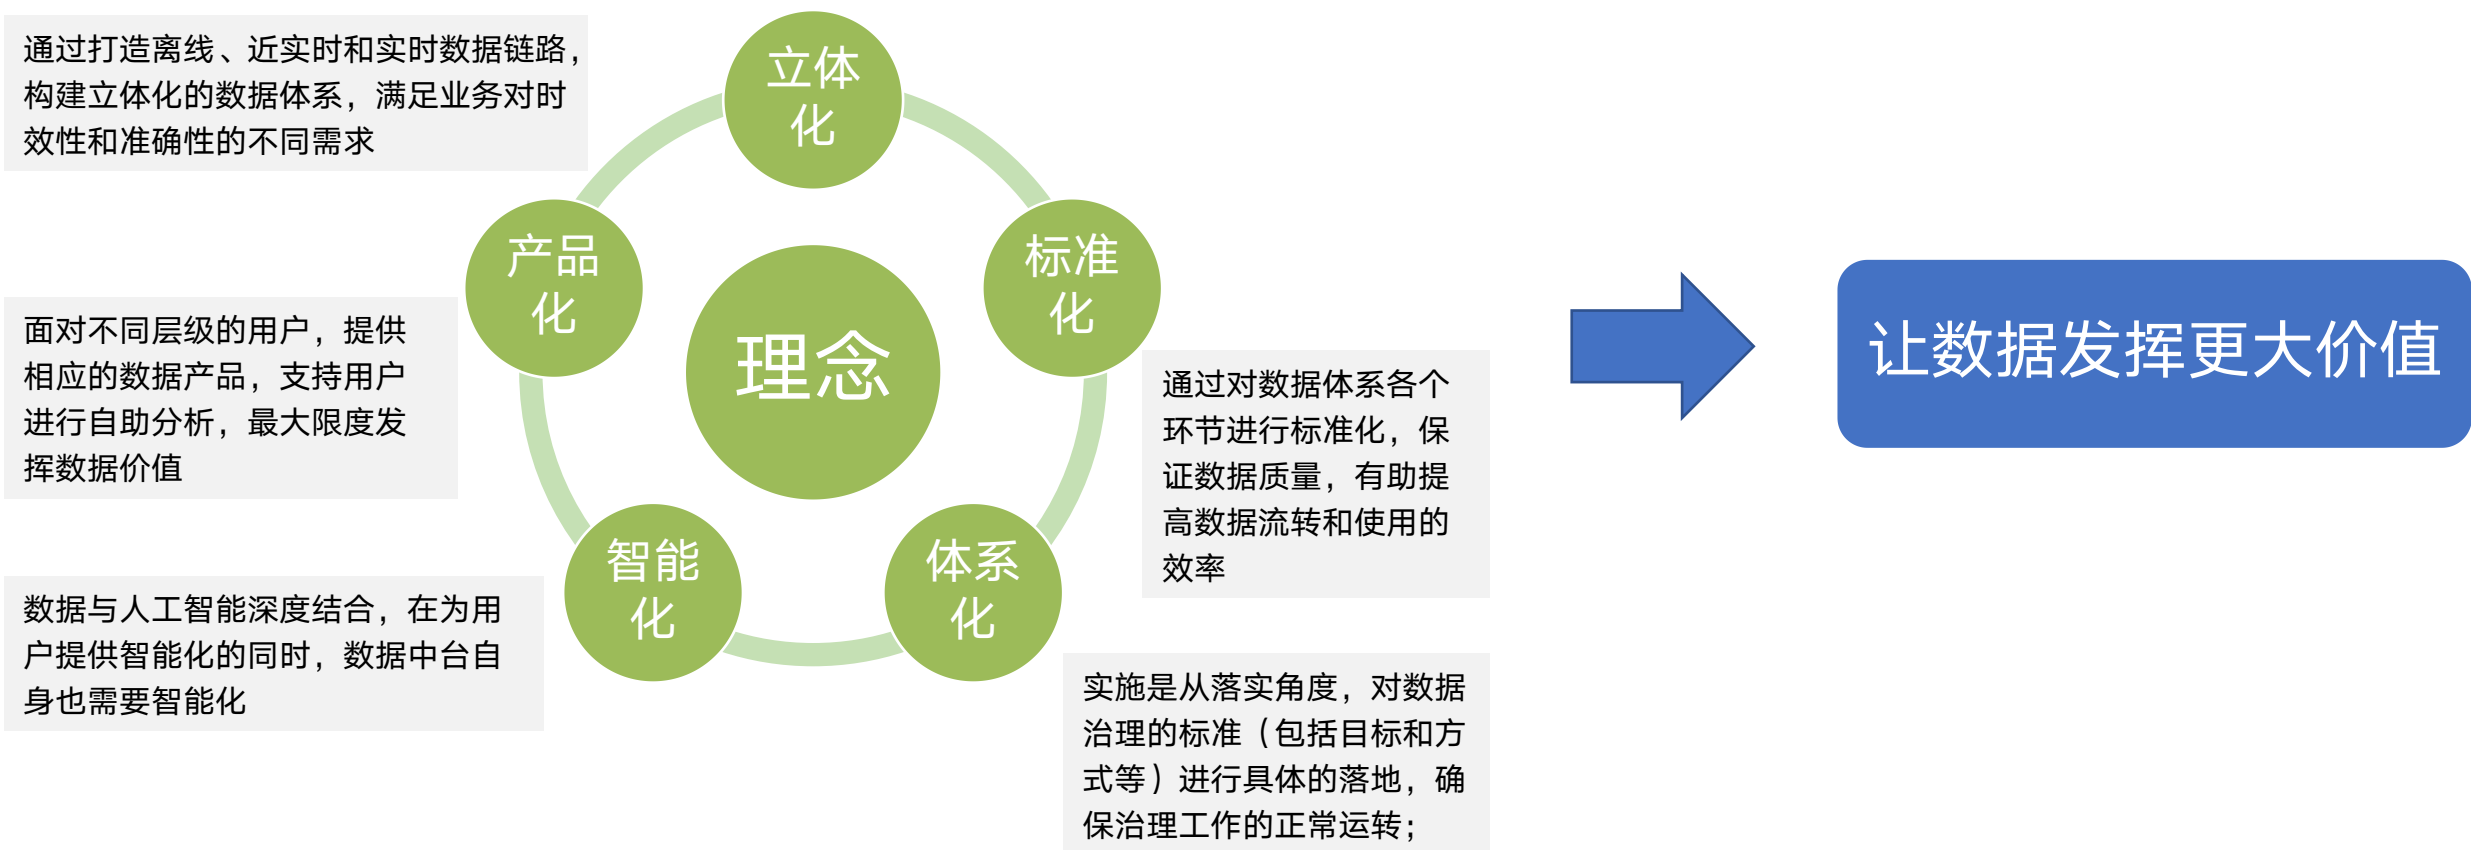 通过打造离线、近实时和实时数据链路，
构建立体化的数据体系，满足业务对时
效性和准确性的不同需求
立体
化
产品
化
标准
化
理念
面对不同层级的用户，提供
相应的数据产品，支持用户
进行自助分析，最大限度发
挥数据价值
通过对数据体系各个
环节进行标准化，保
证数据质量，有助提
高数据流转和使用的
效率
智能
化
体系
化
数据与人工智能深度结合，在为用
户提供智能化的同时，数据中台自
身也需要智能化
实施是从落实角度，对数据
治理的标准（包括目标和方
式等）进行具体的落地，确
保治理工作的正常运转；
让数据发挥更大价值